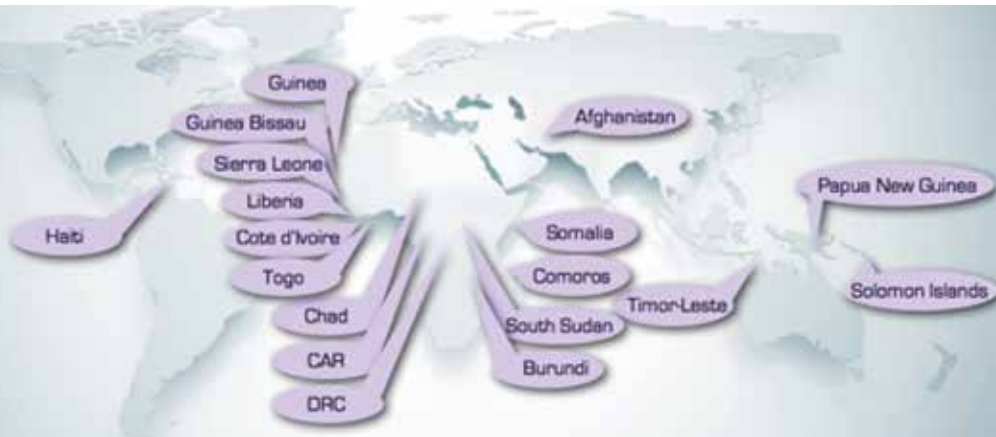 Guinea
Guinea Bissau
Sierra Leone
Liberia
Cote d'Ivoire
Togo
Chad
CAR
DRC
Haiti
Afghanistan
Somalia
Comoros
South Sudan
Burundi
Timor-Leste
Papua New Guinea
Solomon Islands